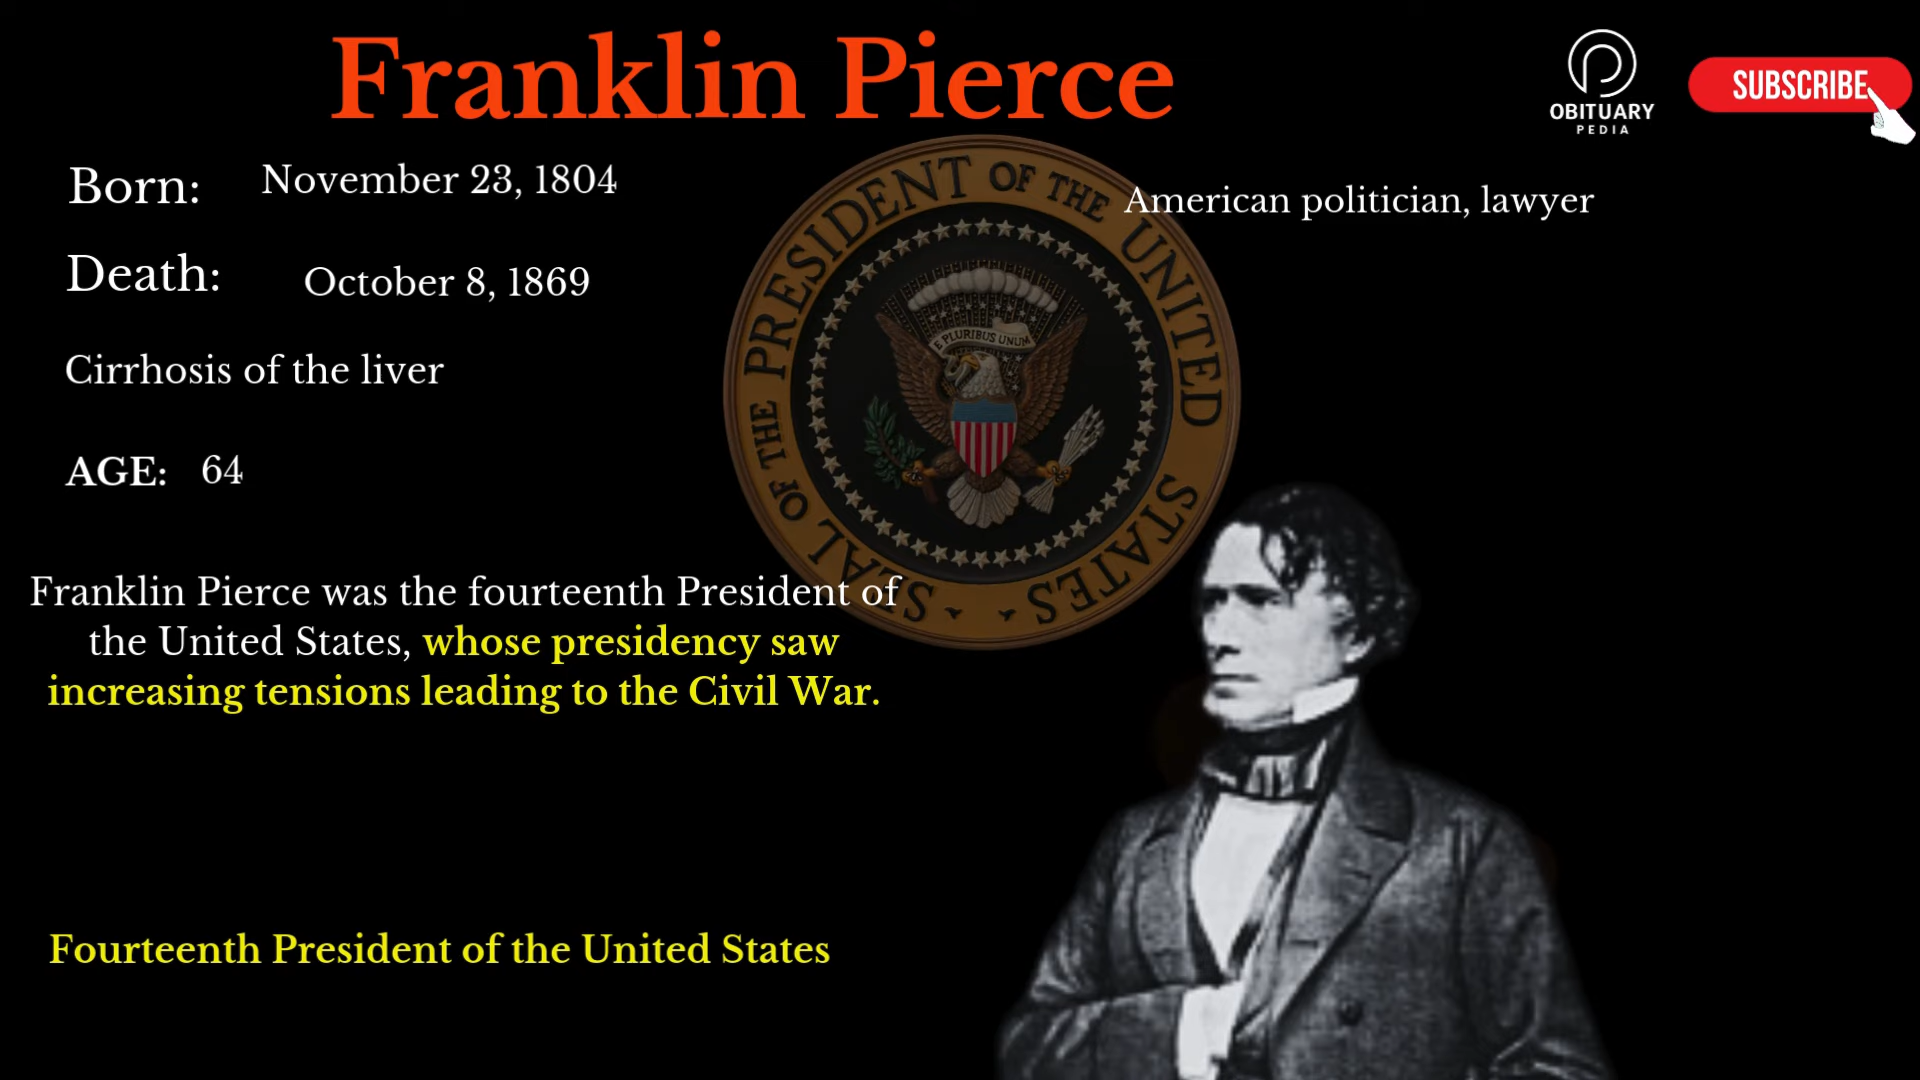 Franklin Pierce
OBITUARY
PEDIA
SUBSCRIBE
Born: November 23, 1804
American politician, lawyer
Death: October 8, 1869
Cirrhosis of the liver
AGE: 64
SEAL OF THE PRESIDENT OF THE UNITED STATES
E PLURIBUS UNUM
Franklin Pierce was the fourteenth President of
the United States, whose presidency saw
increasing tensions leading to the Civil War.
Fourteenth President of the United States